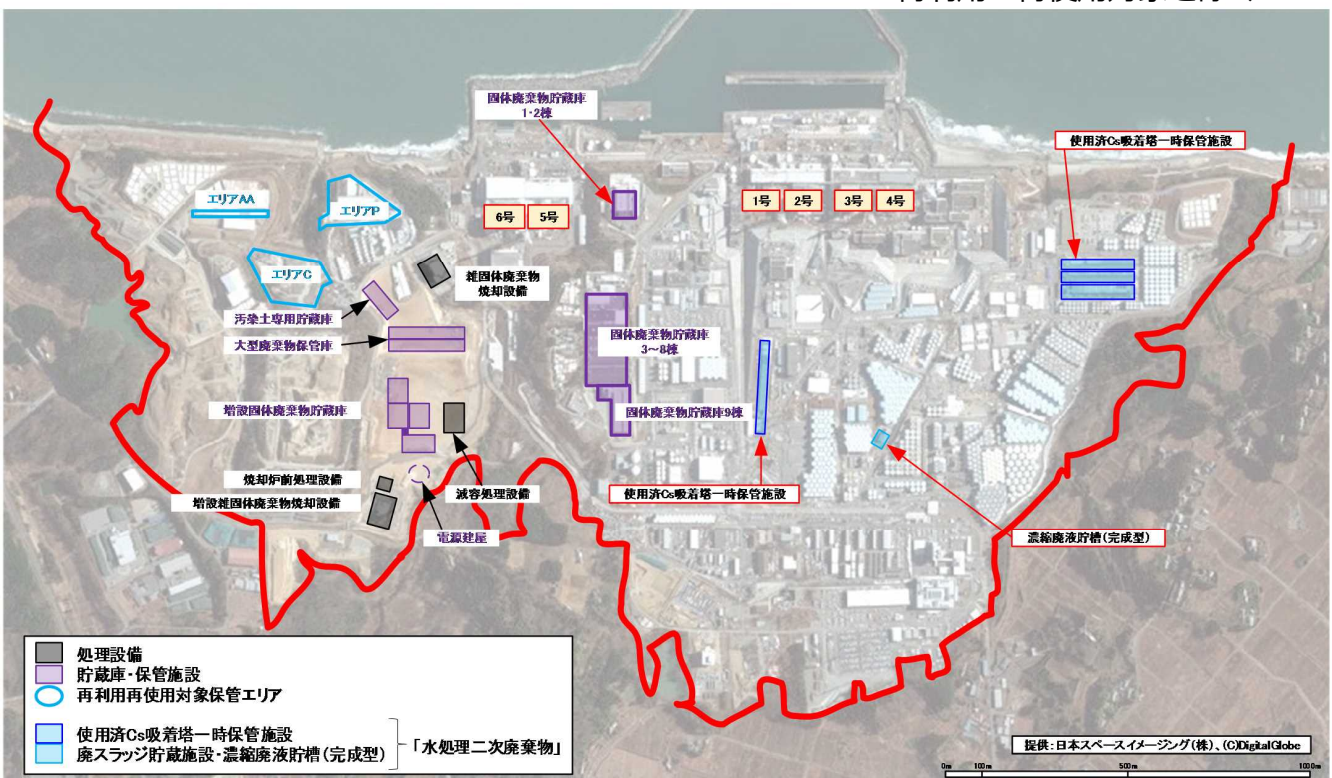 固体廃棄物貯蔵庫
1・2棟
使用済Cs吸着塔一時保管施設
エリアAA
エリアP
6号
5号
1号
2号
3号
4号
エリアC
雑固体廃棄物
焼却設備
汚染土専用貯蔵庫
大型廃棄物保管庫
固体廃棄物貯蔵庫
3～8棟
増設固体廃棄物貯蔵庫
固体廃棄物貯蔵庫9棟
焼却炉前処理設備
減容処理設備
使用済Cs吸着塔一時保管施設
増設雑固体廃棄物焼却設備
電源建屋
濃縮廃液貯槽(完成型)
処理設備
貯蔵庫・保管施設
再利用再使用対象保管エリア
使用済Cs吸着塔一時保管施設
廃スラッジ貯蔵施設・濃縮廃液貯槽(完成型)
「水処理二次廃棄物」
提供:日本スペースイメージング(株)、(C)DigitalGlobe
0m 100m 500m 1000m